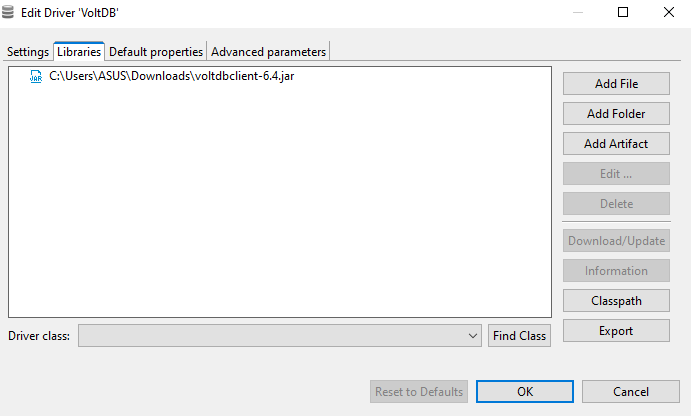 Edit Driver 'VoltDB'
Settings Libraries Default properties Advanced parameters
JAR C:\Users\ASUS\Downloads\voltdbclient-6.4.jar
Add File
Add Folder
Add Artifact
Edit ...
Delete
Download/Update
Information
Classpath
Export
Driver class:
Find Class
Reset to Defaults
OK
Cancel